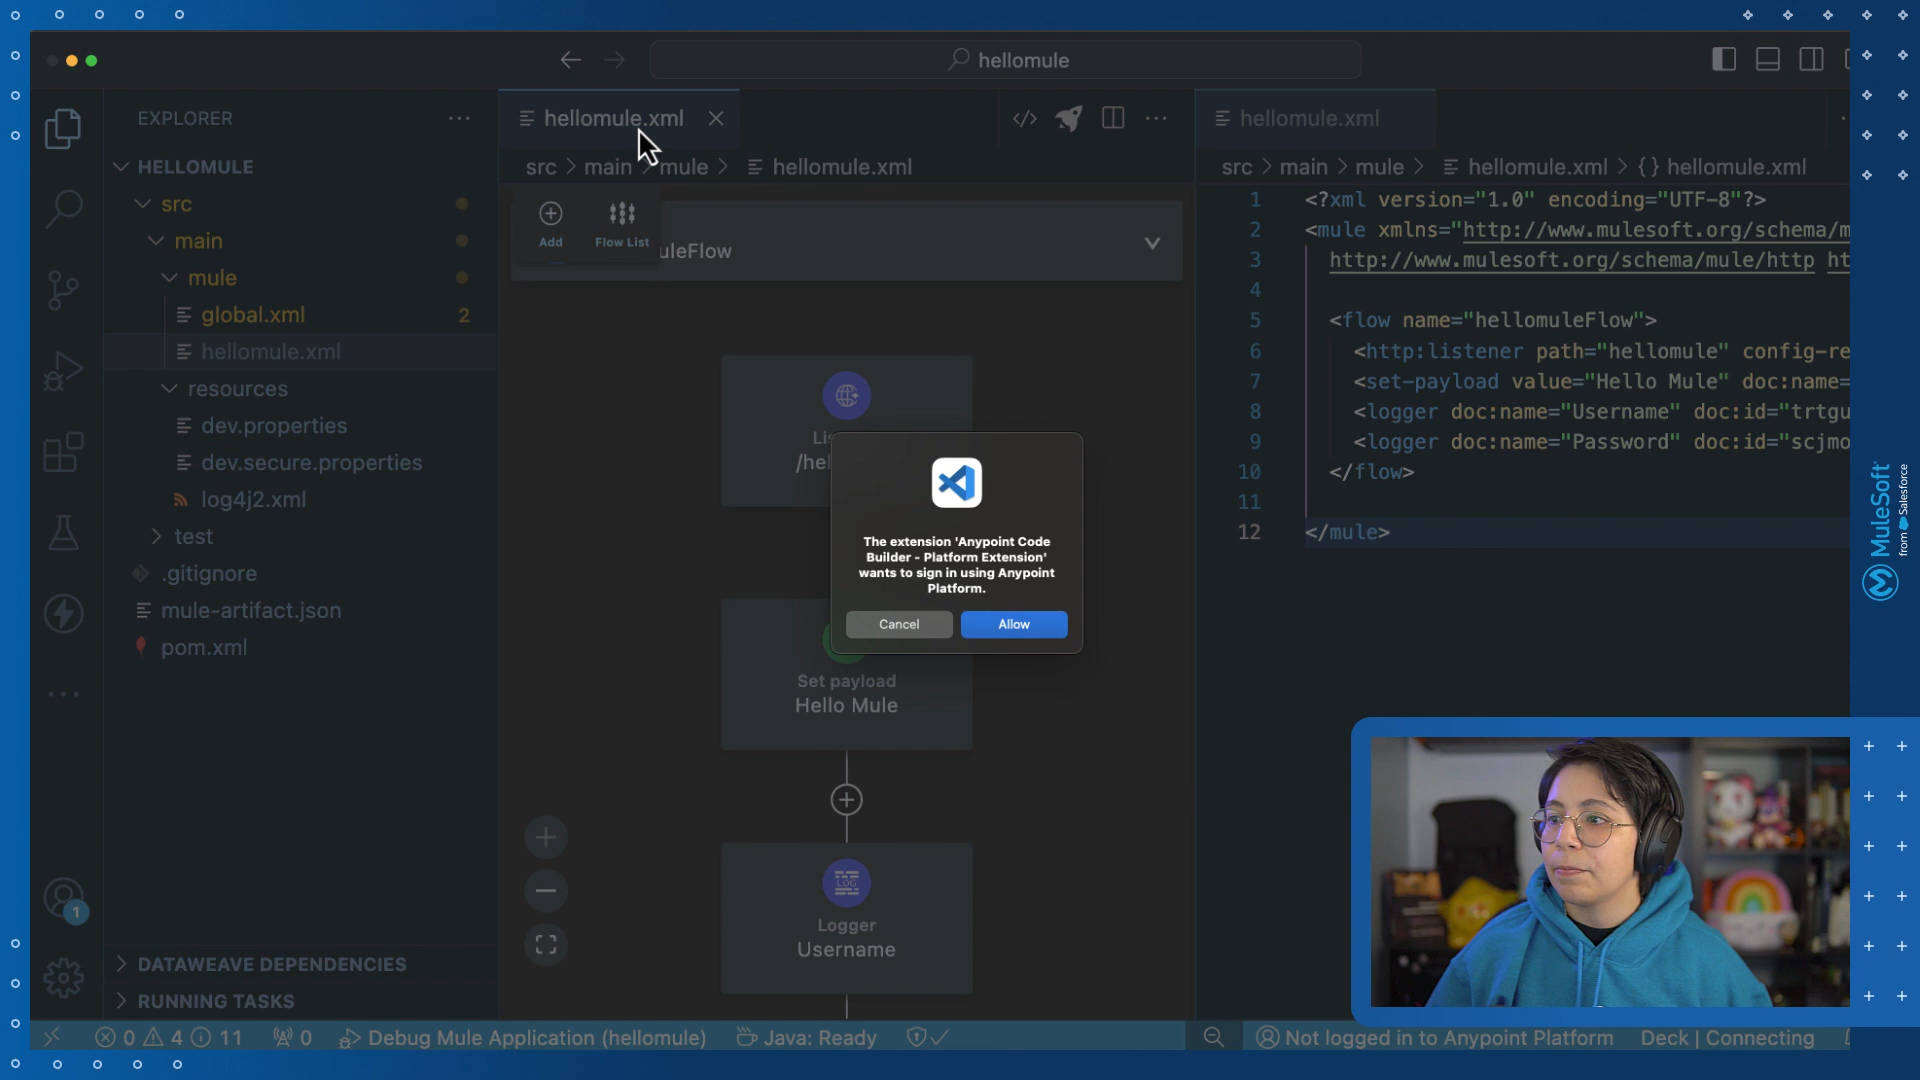 hellomule
EXPLORER
HELLOMULE
src
main
mule
global.xml 2
hellomule.xml
resources
dev.properties
dev.secure.properties
log4j2.xml
test
.gitignore
mule-artifact.json
pom.xml
DATAWEAVE DEPENDENCIES
RUNNING TASKS
1
hellomule.xml
src > main > mule > hellomule.xml
Add
Flow List
uleFlow
/hel
Set payload
Hello Mule
LOG
Logger
Username
The extension 'Anypoint Code
Builder - Platform Extension'
wants to sign in using Anypoint
Platform.
Cancel
Allow
hellomule.xml
src > main > mule > hellomule.xml > {} hellomule.xml
1 <?xml version="1.0" encoding="UTF-8"?>
2 <mule xmlns="http://www.mulesoft.org/schema/m
3 http://www.mulesoft.org/schema/mule/http ht
4
5 <flow name="hellomuleFlow">
6 <http:listener path="hellomule" config-re
7 <set-payload value="Hello Mule" doc:name=
8 <logger doc:name="Username" doc:id="trtgu
9 <logger doc:name="Password" doc:id="scjmo
10 </flow>
11
12 </mule>
MuleSoft
from Salesforce
0 4 11 0 Debug Mule Application (hellomule) Java: Ready Not logged in to Anypoint Platform Deck | Connecting